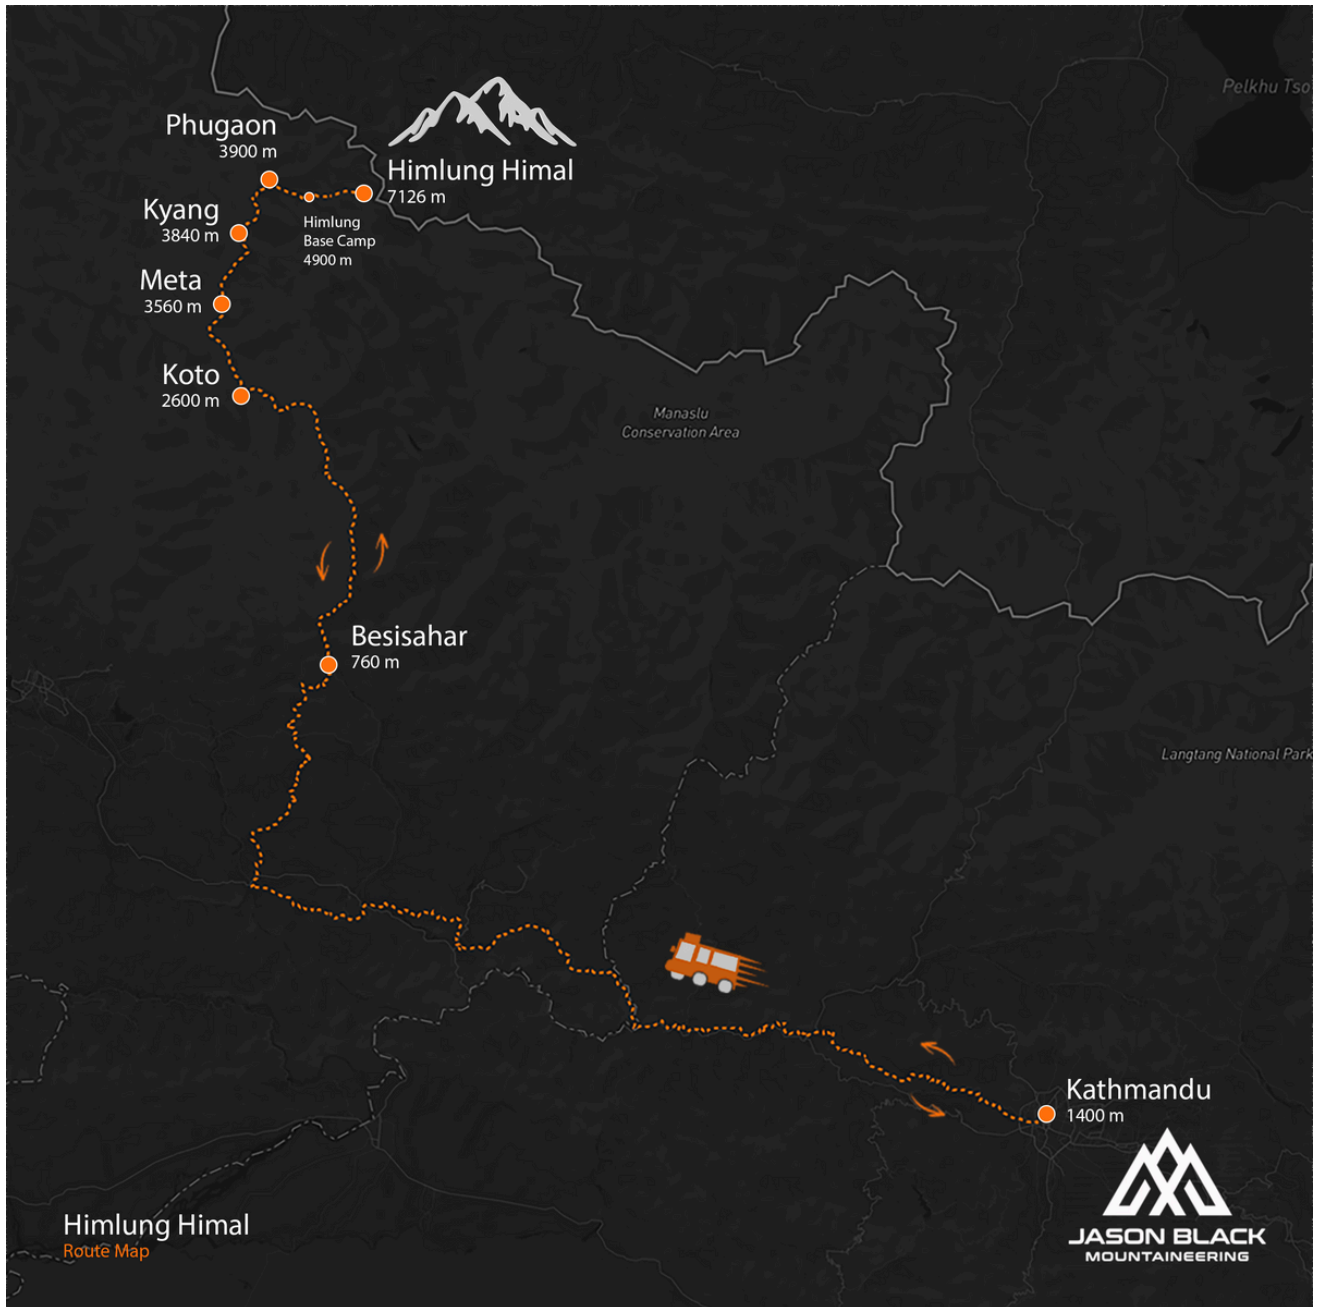 Pelkhu Tso
Phugaon
3900 m
Himlung Himal
7126 m
Kyang
3840 m
Himlung
Base Camp
4900 m
Meta
3560 m
Koto
2600 m
Manaslu
Conservation Area
Besisahar
760 m
Langtang National Park
Kathmandu
1400 m
Himlung Himal
Route Map
JASON BLACK
MOUNTAINEERING